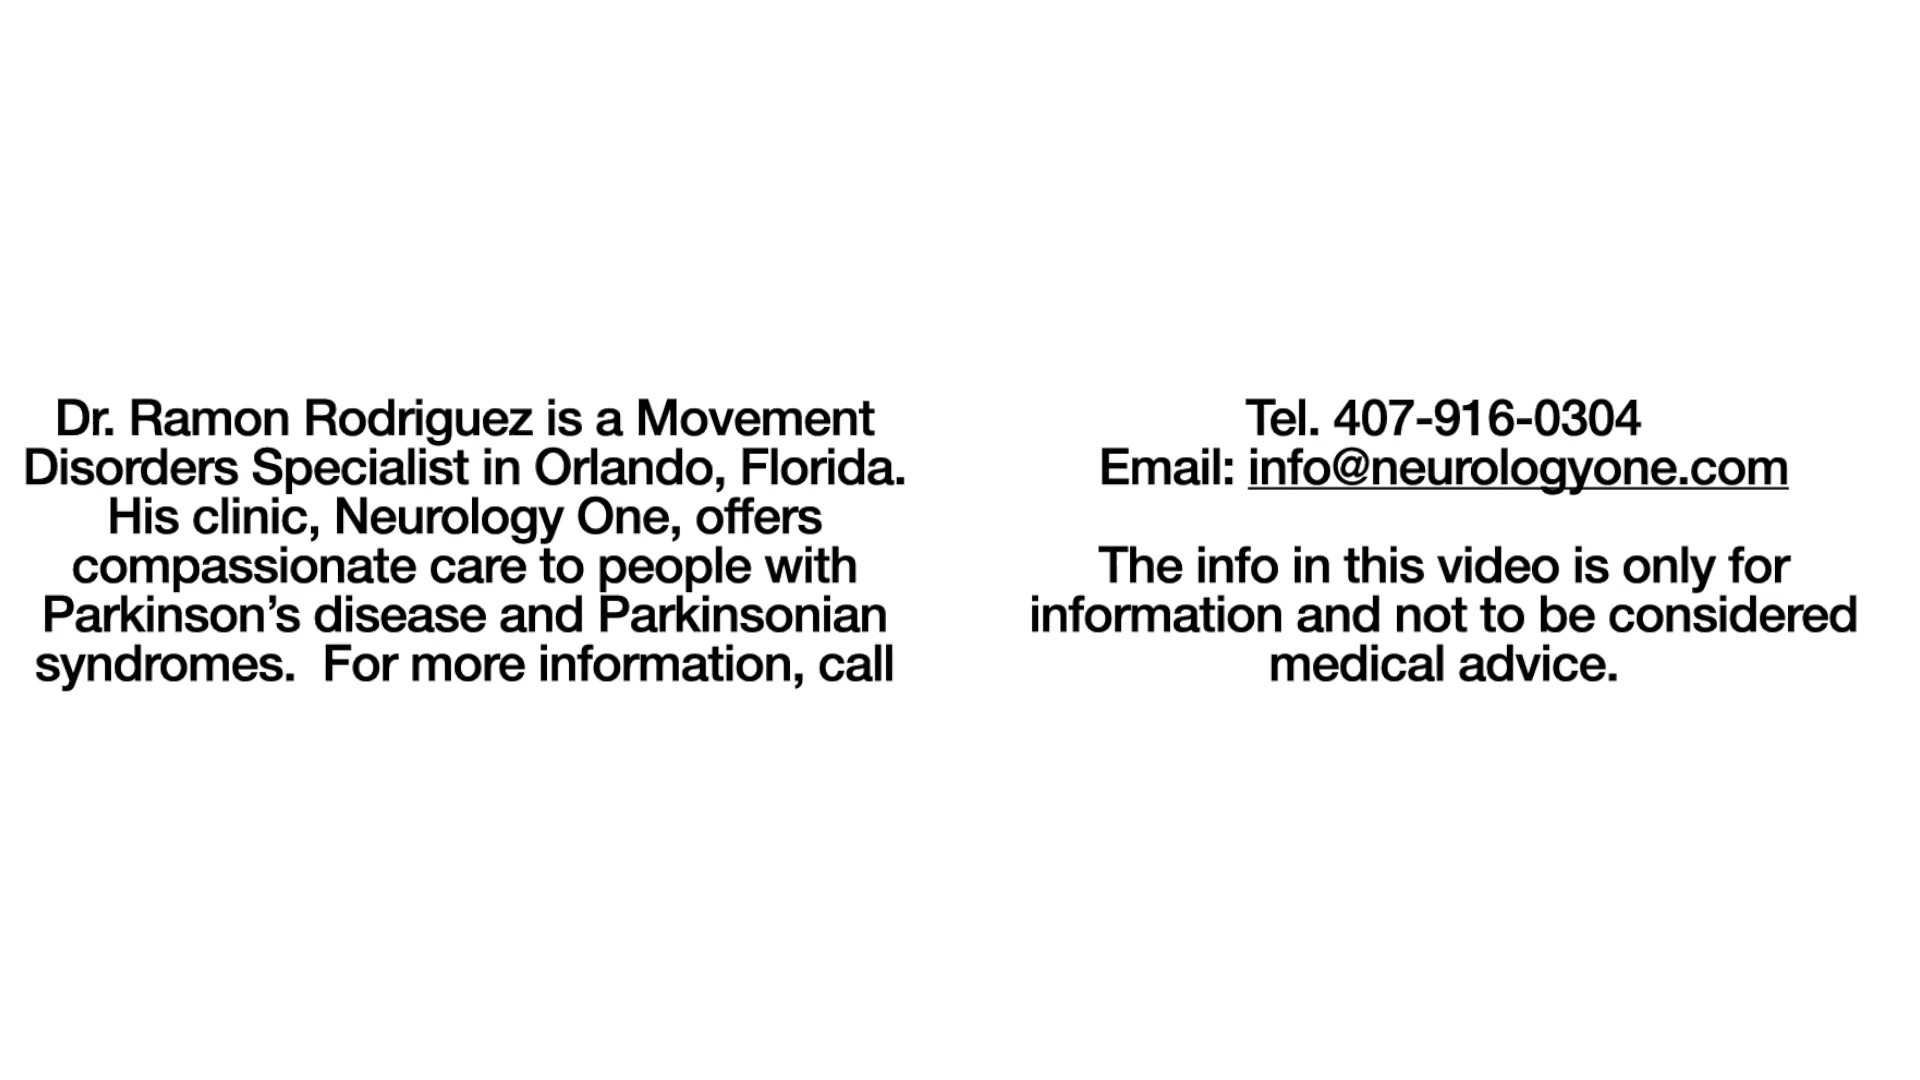 Dr. Ramon Rodriguez is a Movement
Disorders Specialist in Orlando, Florida.
His clinic, Neurology One, offers
compassionate care to people with
Parkinson’s disease and Parkinsonian
syndromes.  For more information, call
Tel. 407-916-0304
Email: info@neurologyone.com
The info in this video is only for
information and not to be considered
medical advice.